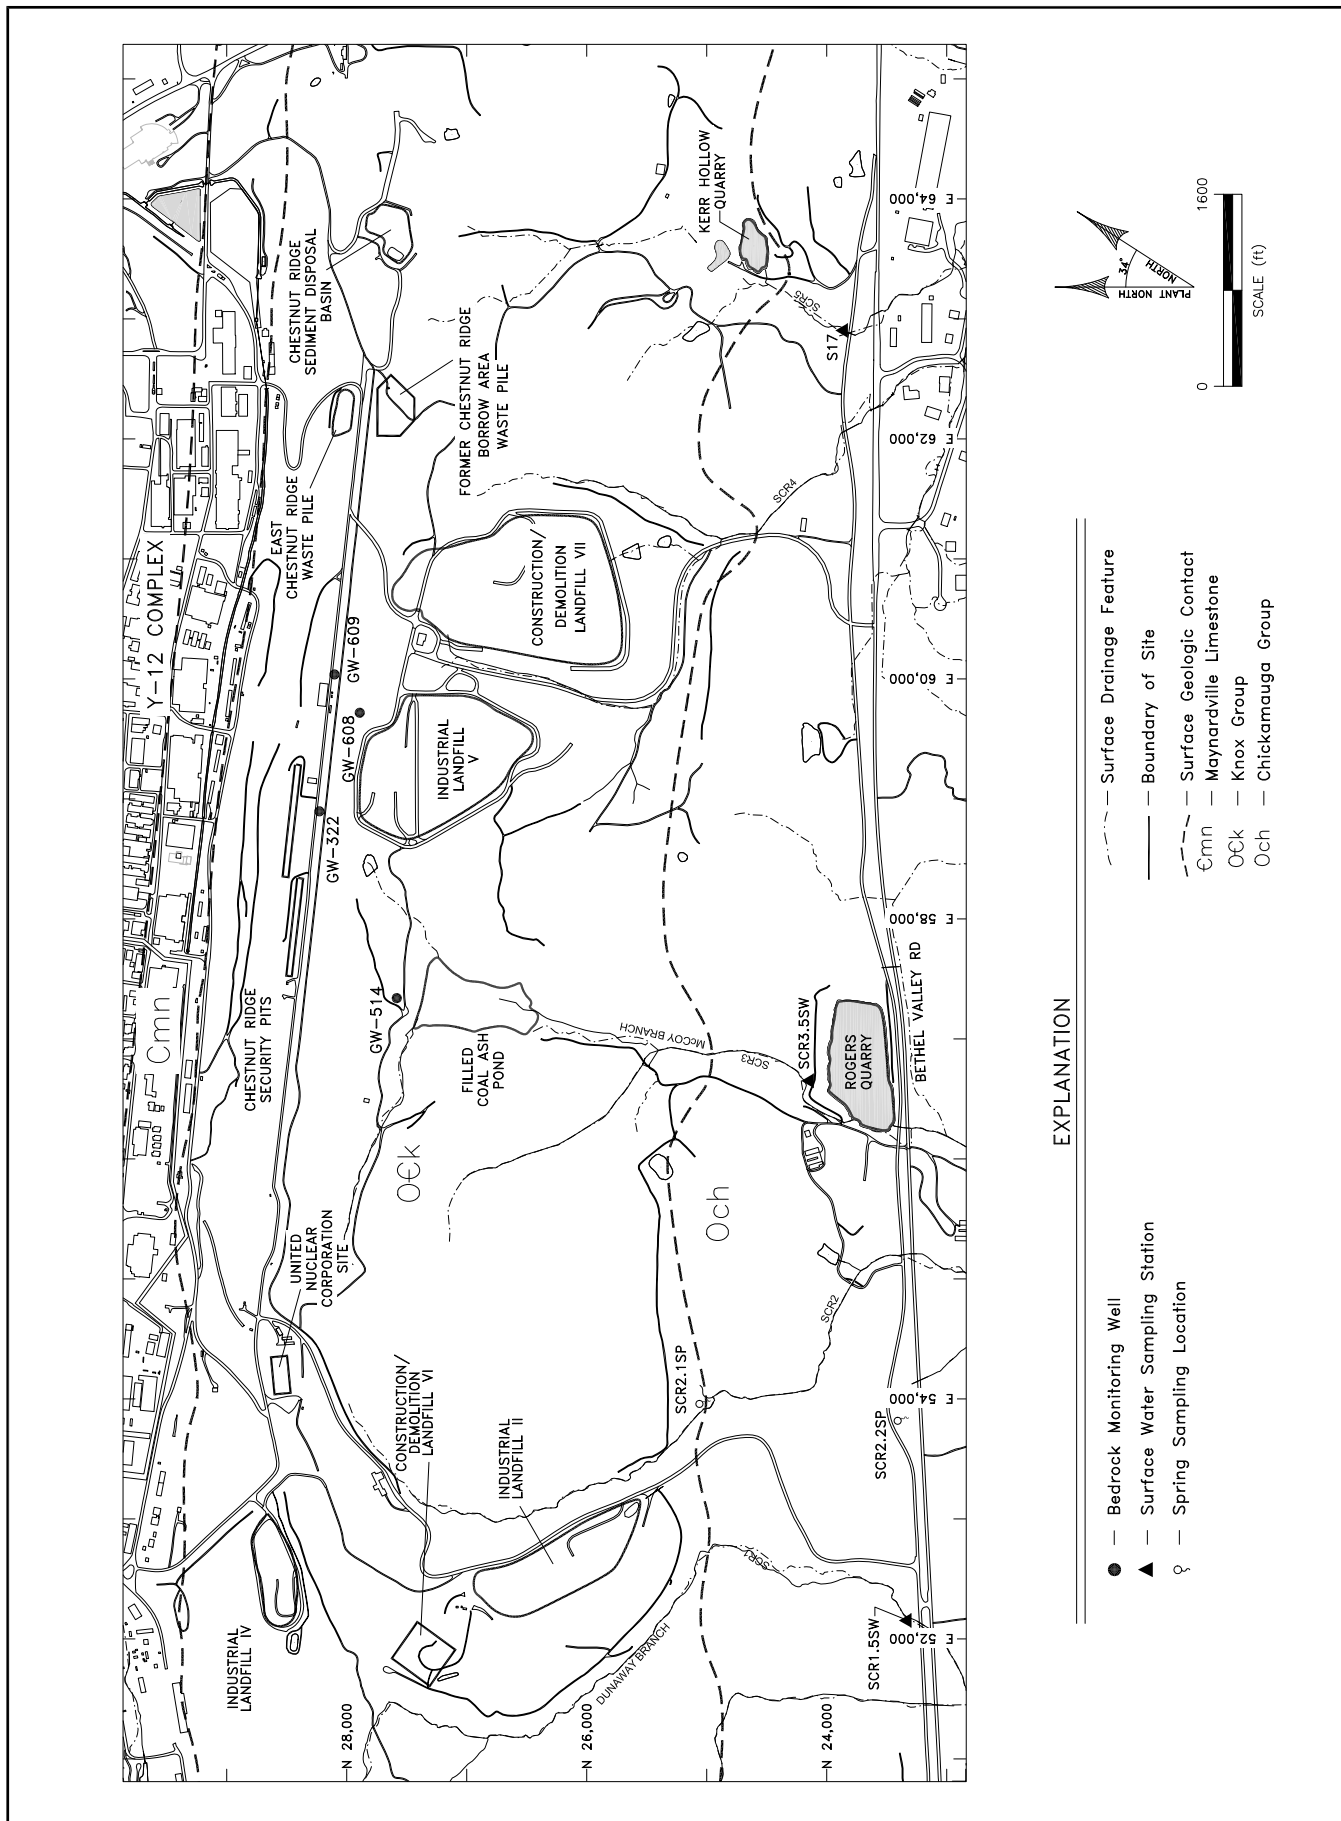 Y-12 COMPLEX
Єmn
CHESTNUT RIDGE
SECURITY PITS
EAST
CHESTNUT RIDGE
WASTE PILE
CHESTNUT RIDGE
SEDIMENT DISPOSAL
BASIN
FORMER CHESTNUT RIDGE
BORROW AREA
WASTE PILE
KERR HOLLOW
QUARRY
UNITED
NUCLEAR
CORPORATION
SITE
INDUSTRIAL
LANDFILL IV
CONSTRUCTION/
DEMOLITION
LANDFILL VI
INDUSTRIAL
LANDFILL II
FILLED
COAL ASH
POND
INDUSTRIAL
LANDFILL
V
CONSTRUCTION/
DEMOLITION
LANDFILL VII
GW-514
GW-322
GW-608
GW-609
OЄk
Och
DUNAWAY BRANCH
McCOY BRANCH
SCR1
SCR2
SCR3
SCR4
SCR5
SCR1.5SW
SCR2.1SP
SCR2.2SP
SCR3.5SW
S17
ROGERS
QUARRY
BETHEL VALLEY RD
N 28,000
N 26,000
N 24,000
E 52,000
E 54,000
E 58,000
E 60,000
E 62,000
E 64,000
EXPLANATION
— Bedrock Monitoring Well
— Surface Water Sampling Station
— Spring Sampling Location
— Surface Drainage Feature
— Boundary of Site
— Surface Geologic Contact
Єmn — Maynardville Limestone
OЄk — Knox Group
Och — Chickamauga Group
PLANT NORTH
34°
NORTH
0 1600
SCALE (ft)